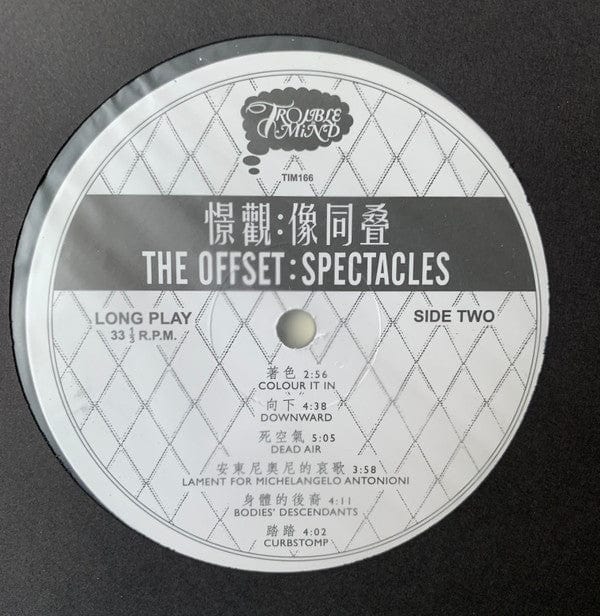 TROUBLE
IN
MIND
TIM166
憬觀:像同叠
THE OFFSET: SPECTACLES
LONG PLAY
33 ⅓ R.P.M.
SIDE TWO
著色 2:56
COLOUR IT IN
向下 4:38
DOWNWARD
死空氣 5:05
DEAD AIR
安東尼奧尼的哀歌 3:58
LAMENT FOR MICHELANGELO ANTONIONI
身體的後裔 4:11
BODIES' DESCENDANTS
踏踏 4:02
CURBSTOMP